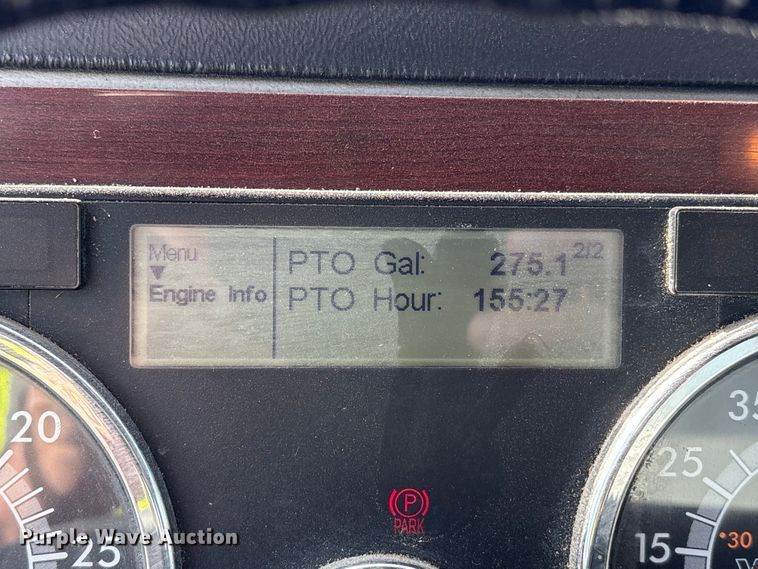 Menu
PTO Gal: 275.1 2/2
Engine Info
PTO Hour: 155:27
20
25
P
PARK
35
25
15
30
Purple Wave Auction